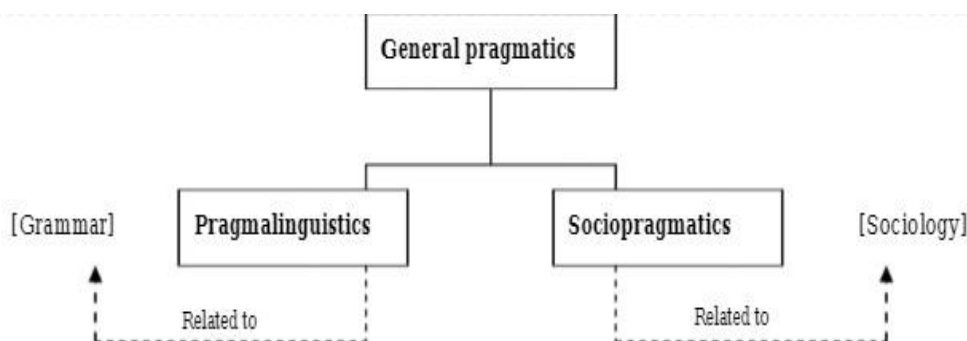 General pragmatics
[Grammar] Pragmalinguistics Sociopragmatics [Sociology]
Related to Related to